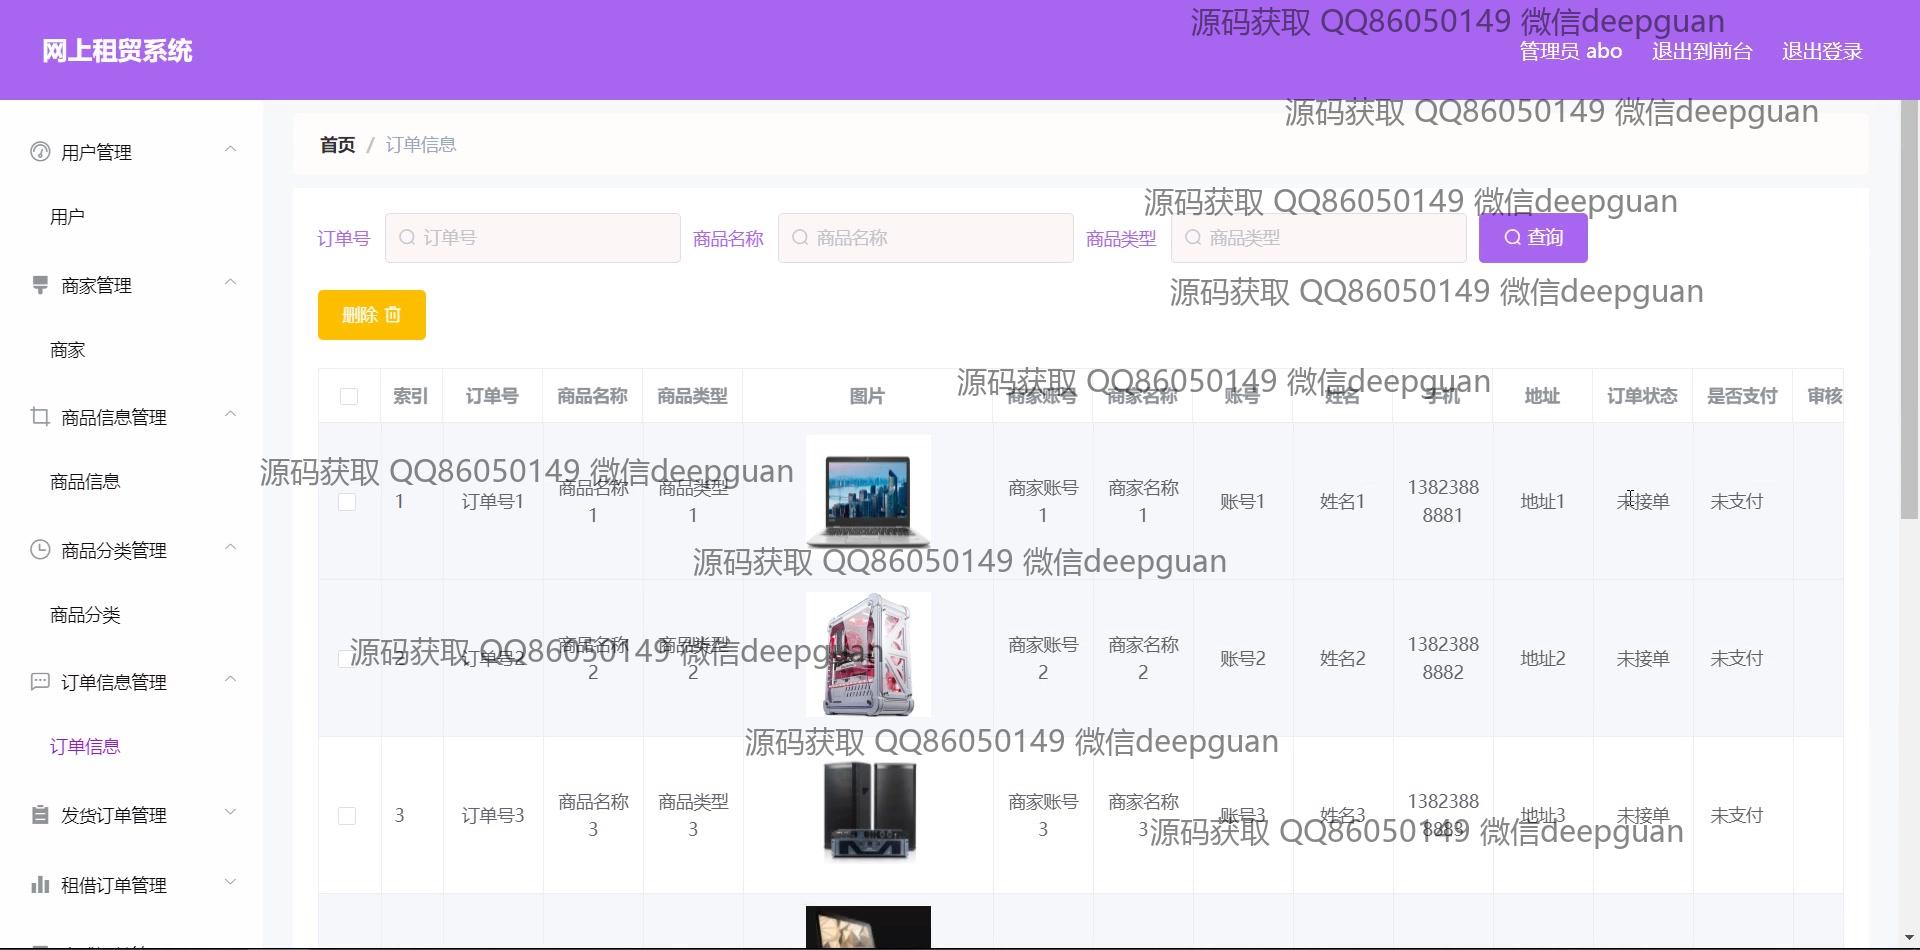 源码获取 QQ86050149 微信deepguan
网上租贸系统
管理员 abo 退出到前台 退出登录
源码获取 QQ86050149 微信deepguan
首页 / 订单信息
用户管理
源码获取 QQ86050149 微信deepguan
用户
订单号 订单号 商品名称 商品名称 商品类型 商品类型 查询
商家管理
源码获取 QQ86050149 微信deepguan
删除
商家
源码获取 QQ86050149 微信deepguan
索引 订单号 商品名称 商品类型 图片 商家账号 商家名称 账号 姓名 手机 地址 订单状态 是否支付 审核
商品信息管理
源码获取 QQ86050149 微信deepguan
商品信息
1 订单号1 商品名称1 商品类型1 商家账号1 商家名称1 账号1 姓名1 13823888881 地址1 未接单 未支付
商品分类管理
源码获取 QQ86050149 微信deepguan
商品分类
源码获取 QQ86050149 微信deepguan
2 订单号2 商品名称2 商品类型2 商家账号2 商家名称2 账号2 姓名2 13823888882 地址2 未接单 未支付
订单信息管理
源码获取 QQ86050149 微信deepguan
订单信息
3 订单号3 商品名称3 商品类型3 商家账号3 商家名称3 账号3 姓名3 13823888883 地址3 未接单 未支付
发货订单管理
源码获取 QQ86050149 微信deepguan
租借订单管理